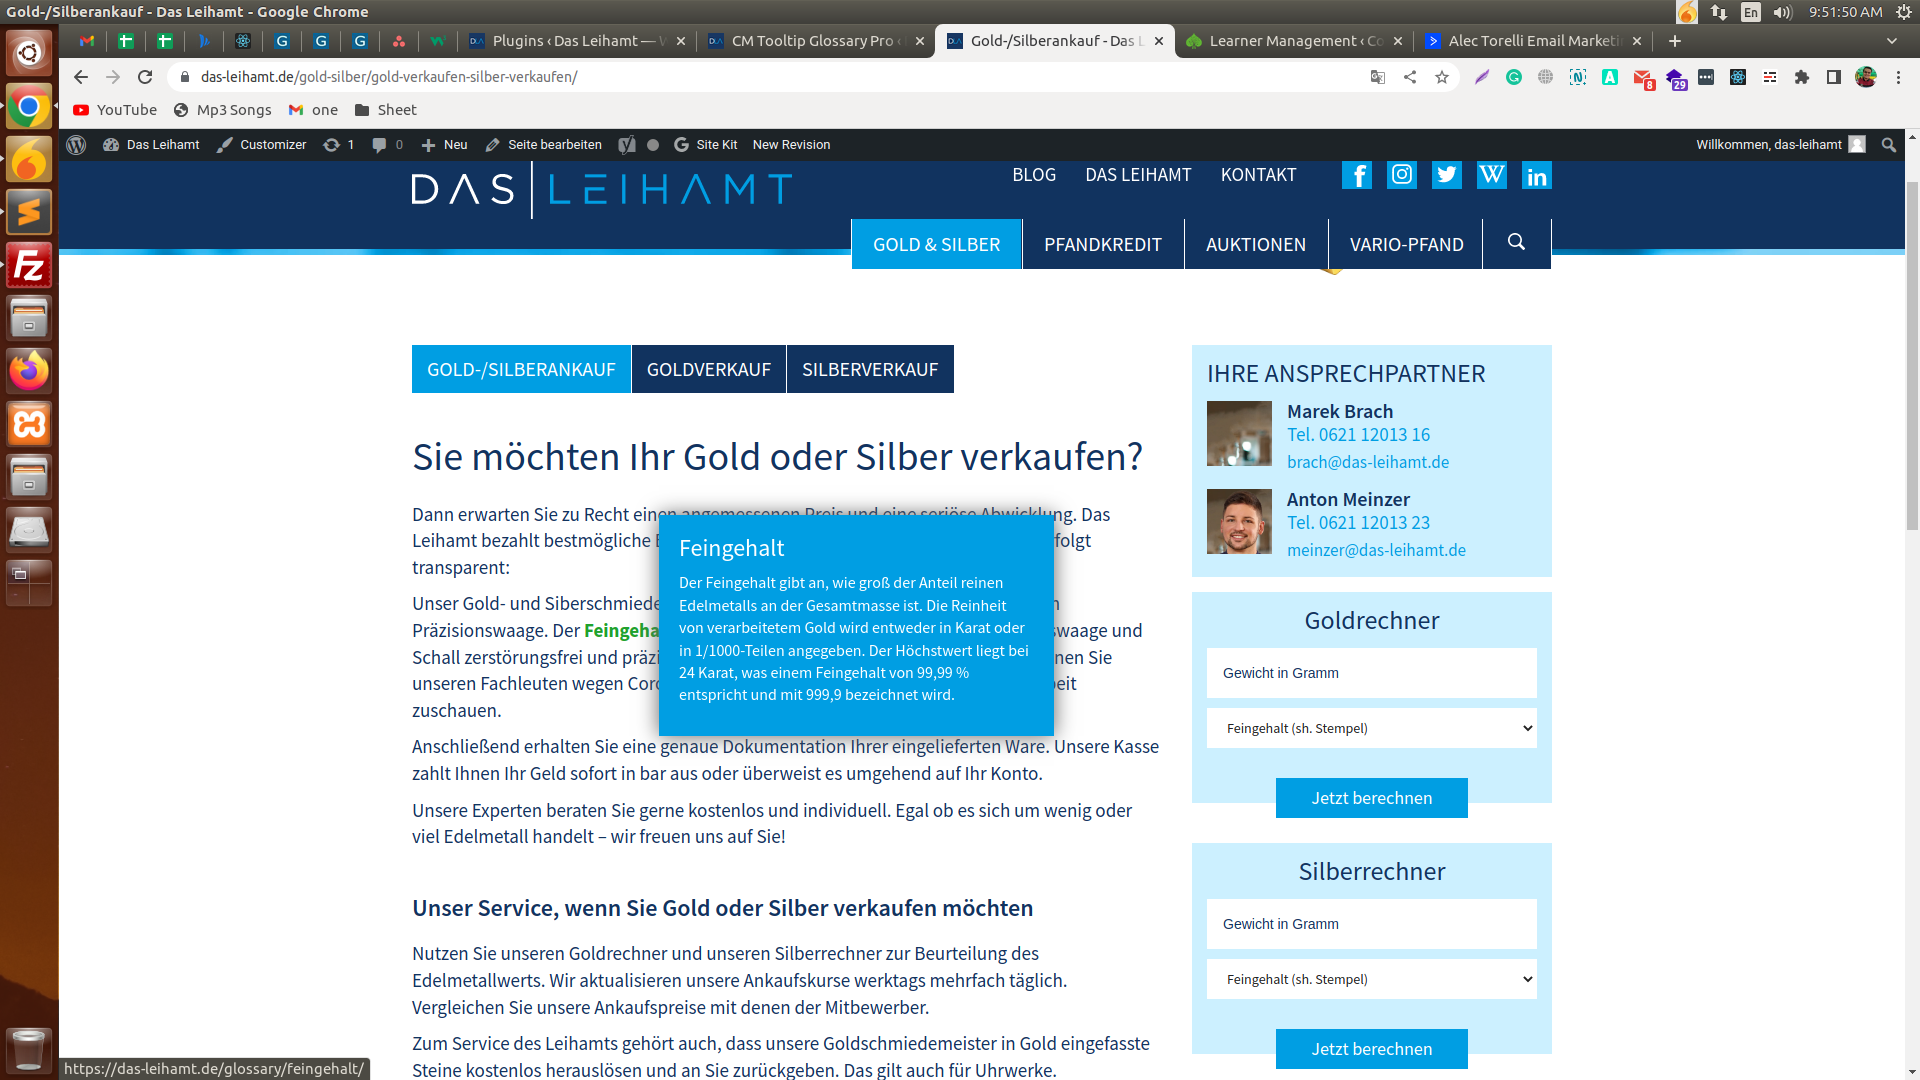 Gold-/Silberankauf - Das Leihamt - Google Chrome
En
9:51:50 AM
Plugins ‹ Das Leihamt — W
CM Tooltip Glossary Pro ‹
Gold-/Silberankauf - Das L
Learner Management ‹ Co
Alec Torelli Email Marketi
das-leihamt.de/gold-silber/gold-verkaufen-silber-verkaufen/
8
29
YouTube
Mp3 Songs
one
Sheet
Das Leihamt
Customizer
1
0
Neu
Seite bearbeiten
Site Kit
New Revision
Willkommen, das-leihamt
DAS LEIHAMT
BLOG
DAS LEIHAMT
KONTAKT
GOLD & SILBER
PFANDKREDIT
AUKTIONEN
VARIO-PFAND
GOLD-/SILBERANKAUF
GOLDVERKAUF
SILBERVERKAUF
Sie möchten Ihr Gold oder Silber verkaufen?
Dann erwarten Sie zu Recht einen angemessenen Preis und eine seriöse Abwicklung. Das
Leihamt bezahlt bestmögliche
folgt
transparent:
Unser Gold- und Siberschmiede
Präzisionswaage. Der Feingeha
swaage und
Schall zerstörungsfrei und präzi
nen Sie
unseren Fachleuten wegen Coro
beit
zuschauen.
Feingehalt
Der Feingehalt gibt an, wie groß der Anteil reinen
Edelmetalls an der Gesamtmasse ist. Die Reinheit
von verarbeitetem Gold wird entweder in Karat oder
in 1/1000-Teilen angegeben. Der Höchstwert liegt bei
24 Karat, was einem Feingehalt von 99,99 %
entspricht und mit 999,9 bezeichnet wird.
Anschließend erhalten Sie eine genaue Dokumentation Ihrer eingelieferten Ware. Unsere Kasse
zahlt Ihnen Ihr Geld sofort in bar aus oder überweist es umgehend auf Ihr Konto.
Unsere Experten beraten Sie gerne kostenlos und individuell. Egal ob es sich um wenig oder
viel Edelmetall handelt – wir freuen uns auf Sie!
Unser Service, wenn Sie Gold oder Silber verkaufen möchten
Nutzen Sie unseren Goldrechner und unseren Silberrechner zur Beurteilung des
Edelmetallwerts. Wir aktualisieren unsere Ankaufskurse werktags mehrfach täglich.
Vergleichen Sie unsere Ankaufspreise mit denen der Mitbewerber.
Zum Service des Leihamts gehört auch, dass unsere Goldschmiedemeister in Gold eingefasste
Steine kostenlos herauslösen und an Sie zurückgeben. Das gilt auch für Uhrwerke.
IHRE ANSPRECHPARTNER
Marek Brach
Tel. 0621 12013 16
brach@das-leihamt.de
Anton Meinzer
Tel. 0621 12013 23
meinzer@das-leihamt.de
Goldrechner
Gewicht in Gramm
Feingehalt (sh. Stempel)
Jetzt berechnen
Silberrechner
Gewicht in Gramm
Feingehalt (sh. Stempel)
Jetzt berechnen
https://das-leihamt.de/glossary/feingehalt/